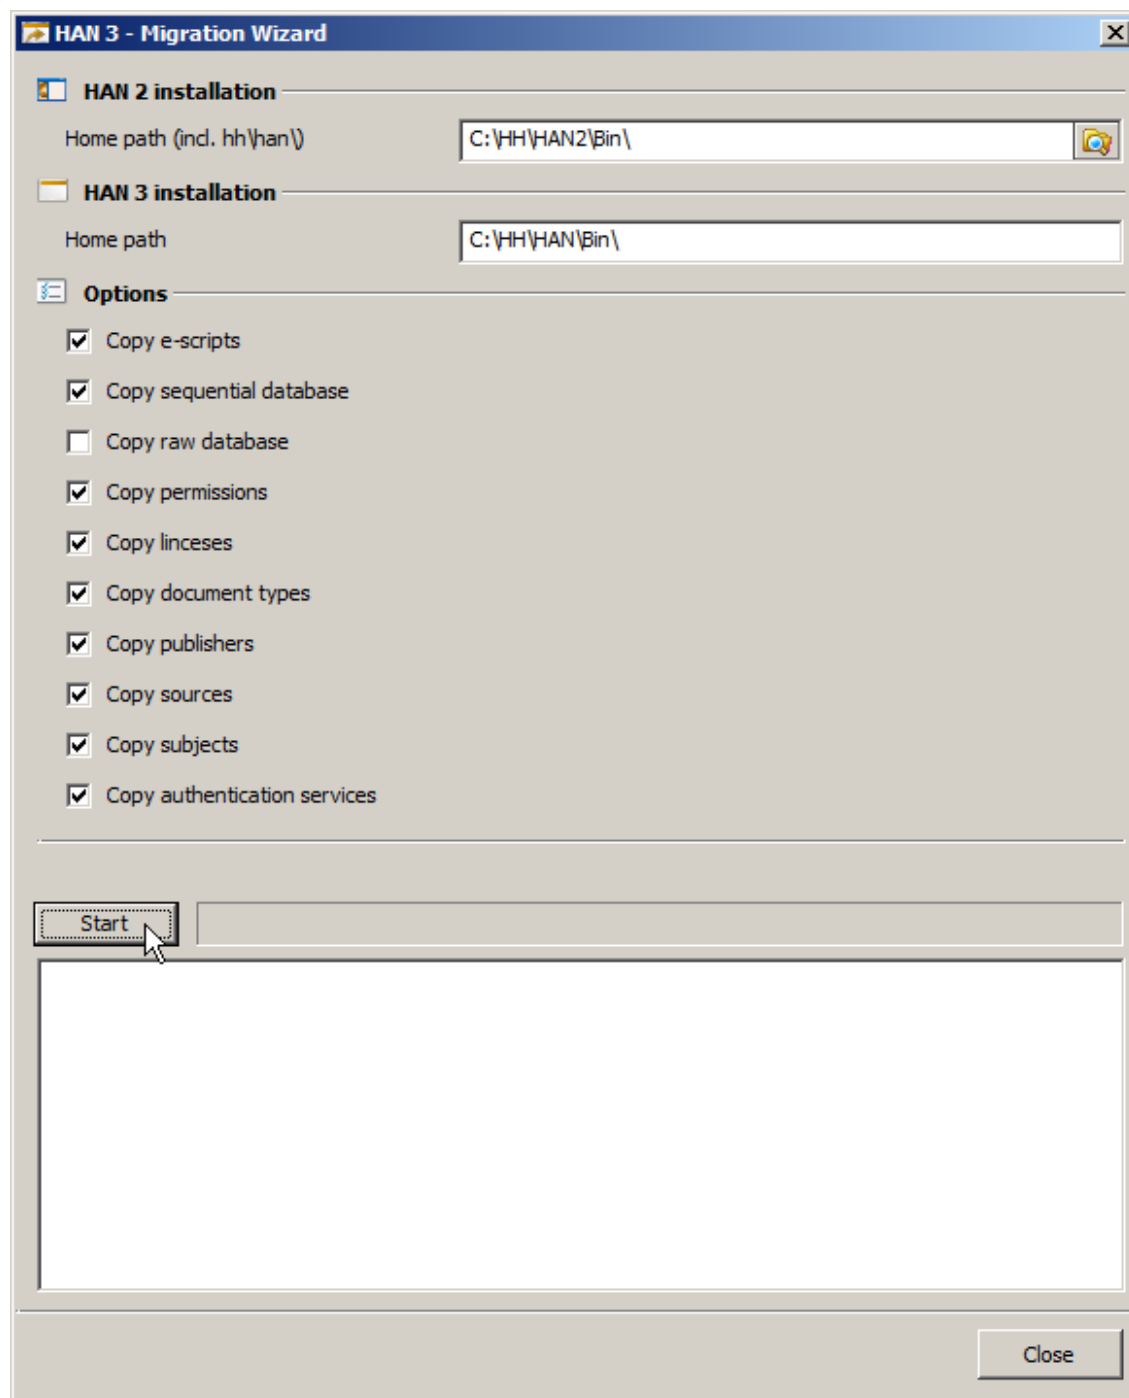 HAN 3 - Migration Wizard
HAN 2 installation
Home path (incl. hh\han\)
C:\HH\HAN2\Bin\
HAN 3 installation
Home path
C:\HH\HAN\Bin\
Options
Copy e-scripts
Copy sequential database
Copy raw database
Copy permissions
Copy linceses
Copy document types
Copy publishers
Copy sources
Copy subjects
Copy authentication services
Start
Close